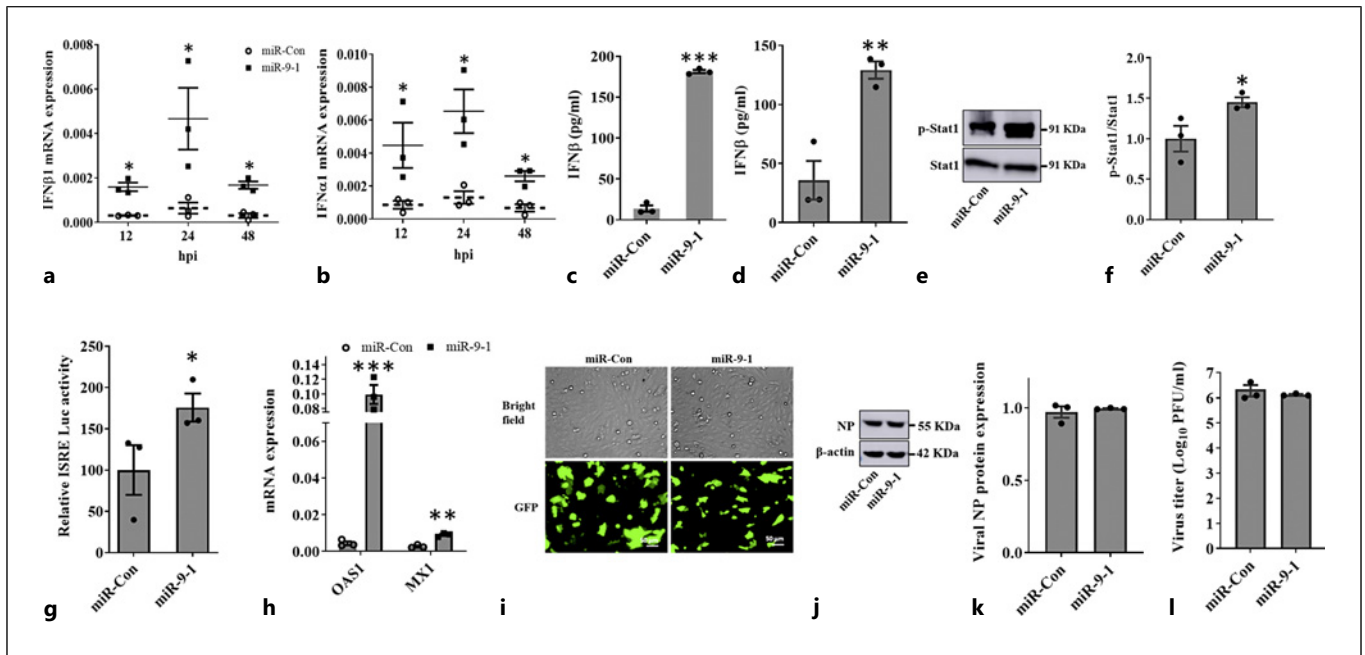 0.008
0.006
0.004
0.002
0.000
IFNβ1 mRNA expression
*
*
*
miR-Con
miR-9-1
12
24
48
hpi
a
0.010
0.008
0.006
0.004
0.002
0.000
IFNα1 mRNA expression
*
*
*
12
24
48
hpi
b
200
150
100
50
0
IFNβ (pg/ml)
***
miR-Con
miR-9-1
c
150
100
50
0
IFNβ (pg/ml)
**
miR-Con
miR-9-1
d
p-Stat1
91 KDa
Stat1
91 KDa
miR-Con
miR-9-1
e
2.0
1.5
1.0
0.5
0.0
p-Stat1/Stat1
*
miR-Con
miR-9-1
f
250
200
150
100
50
0
Relative ISRE Luc activity
*
miR-Con
miR-9-1
g
miR-Con
miR-9-1
0.14
0.12
0.10
0.08
0.06
0.04
0.02
0.00
mRNA expression
***
**
OAS1
MX1
h
miR-Con
miR-9-1
Bright
field
GFP
50 μm
i
NP
55 KDa
β-actin
42 KDa
miR-Con
miR-9-1
j
1.0
0.5
0.0
Viral NP protein expression
miR-Con
miR-9-1
k
7
6
5
4
3
2
1
0
Virus titer (Log10 PFU/ml)
miR-Con
miR-9-1
l